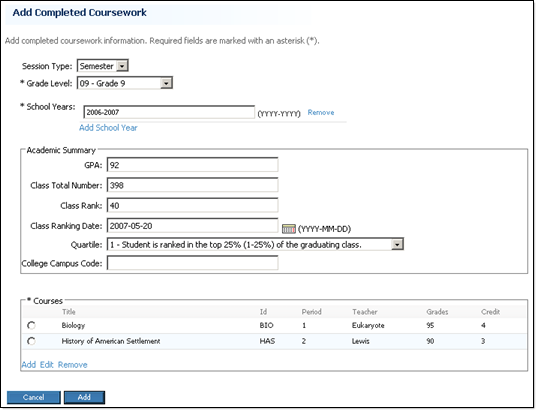 Add Completed Coursework
Add completed coursework information. Required fields are marked with an asterisk (*).
Session Type: Semester
* Grade Level: 09 - Grade 9
* School Years: 2006-2007 (YYYY-YYYY) Remove
Add School Year
Academic Summary
GPA: 92
Class Total Number: 398
Class Rank: 40
Class Ranking Date: 2007-05-20 (YYYY-MM-DD)
Quartile: 1 - Student is ranked in the top 25% (1-25%) of the graduating class.
College Campus Code:
* Courses
Title Id Period Teacher Grades Credit
Biology BIO 1 Eukaryote 95 4
History of American Settlement HAS 2 Lewis 90 3
Add Edit Remove
Cancel Add